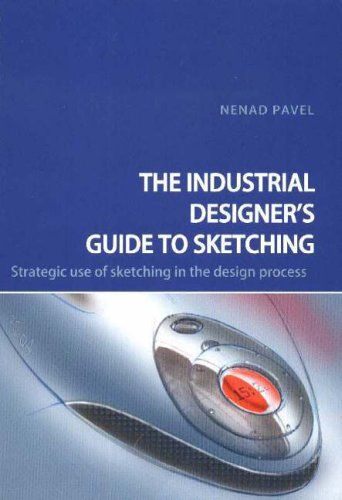 NENAD PAVEL
THE INDUSTRIAL
DESIGNER'S
GUIDE TO SKETCHING
Strategic use of sketching in the design process